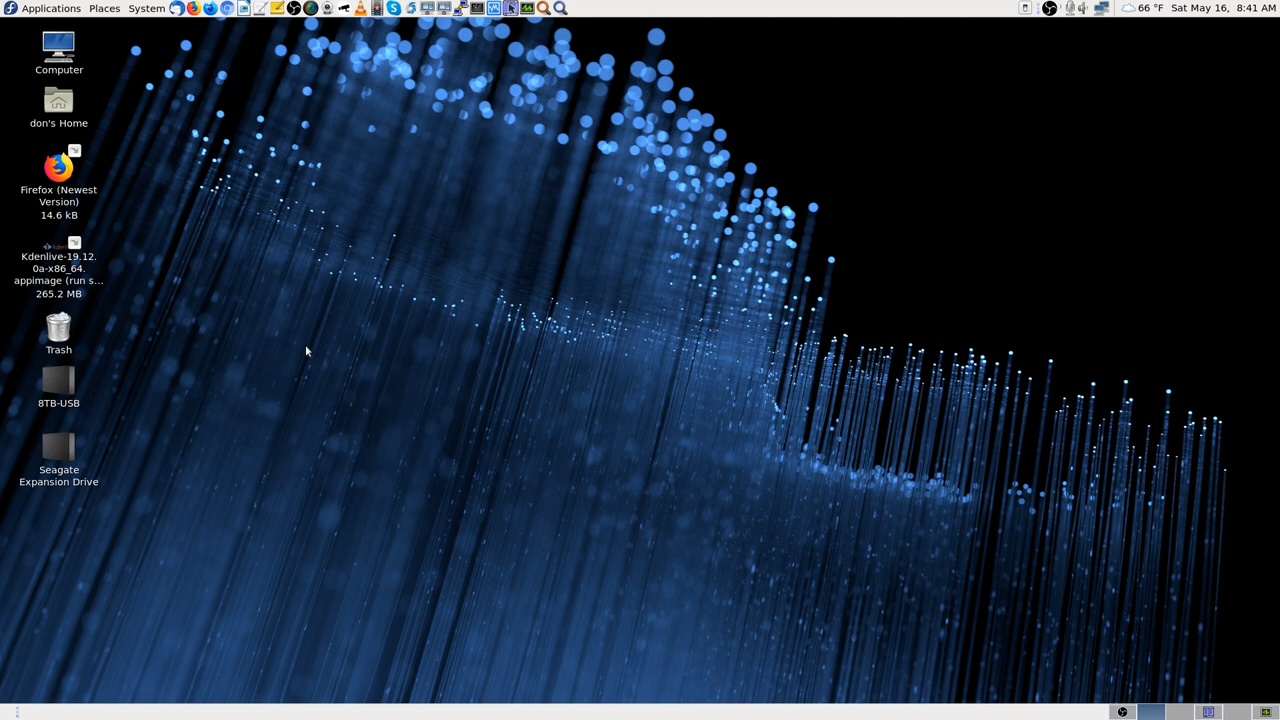 Applications Places System
66 °F Sat May 16, 8:41 AM
Computer
don's Home
Firefox (Newest
Version)
14.6 kB
Kdenlive-19.12.
0a-x86_64.
appimage (run s...
265.2 MB
Trash
8TB-USB
Seagate
Expansion Drive